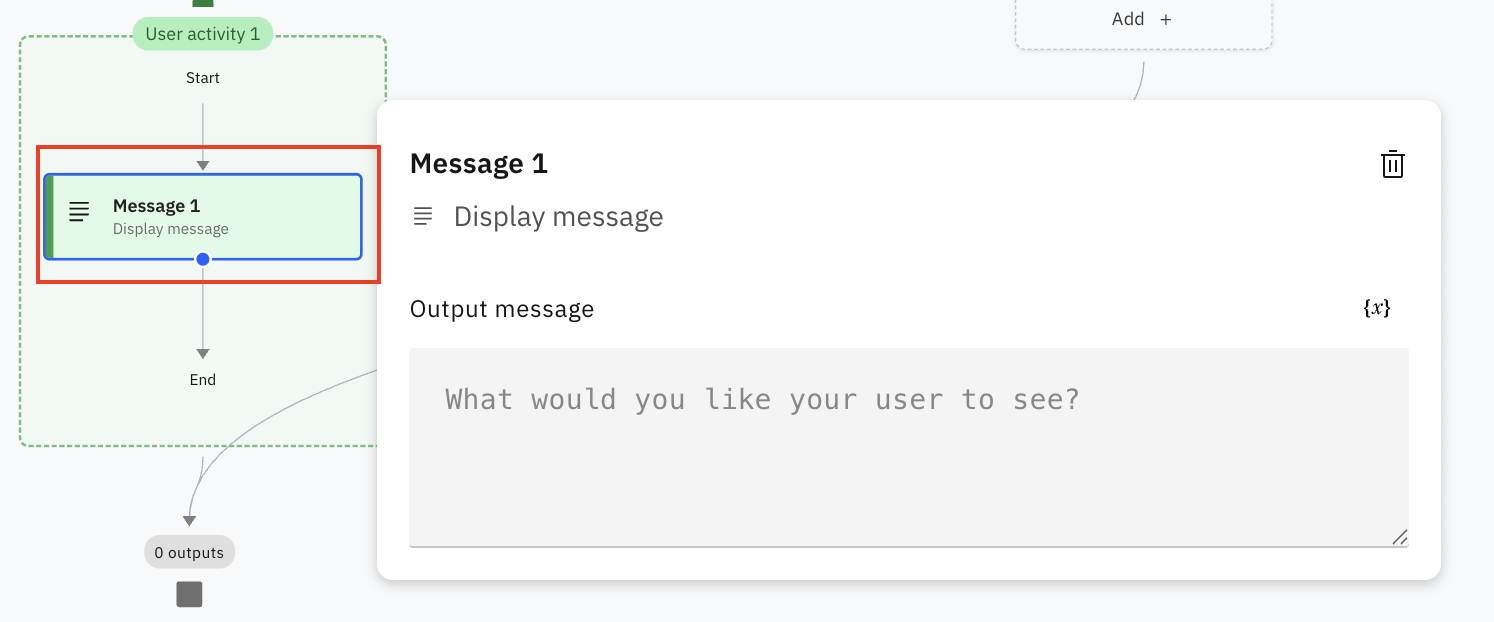 User activity 1
Start
Message 1
Display message
End
0 outputs
Add +
Message 1
Display message
Output message
{x}
What would you like your user to see?